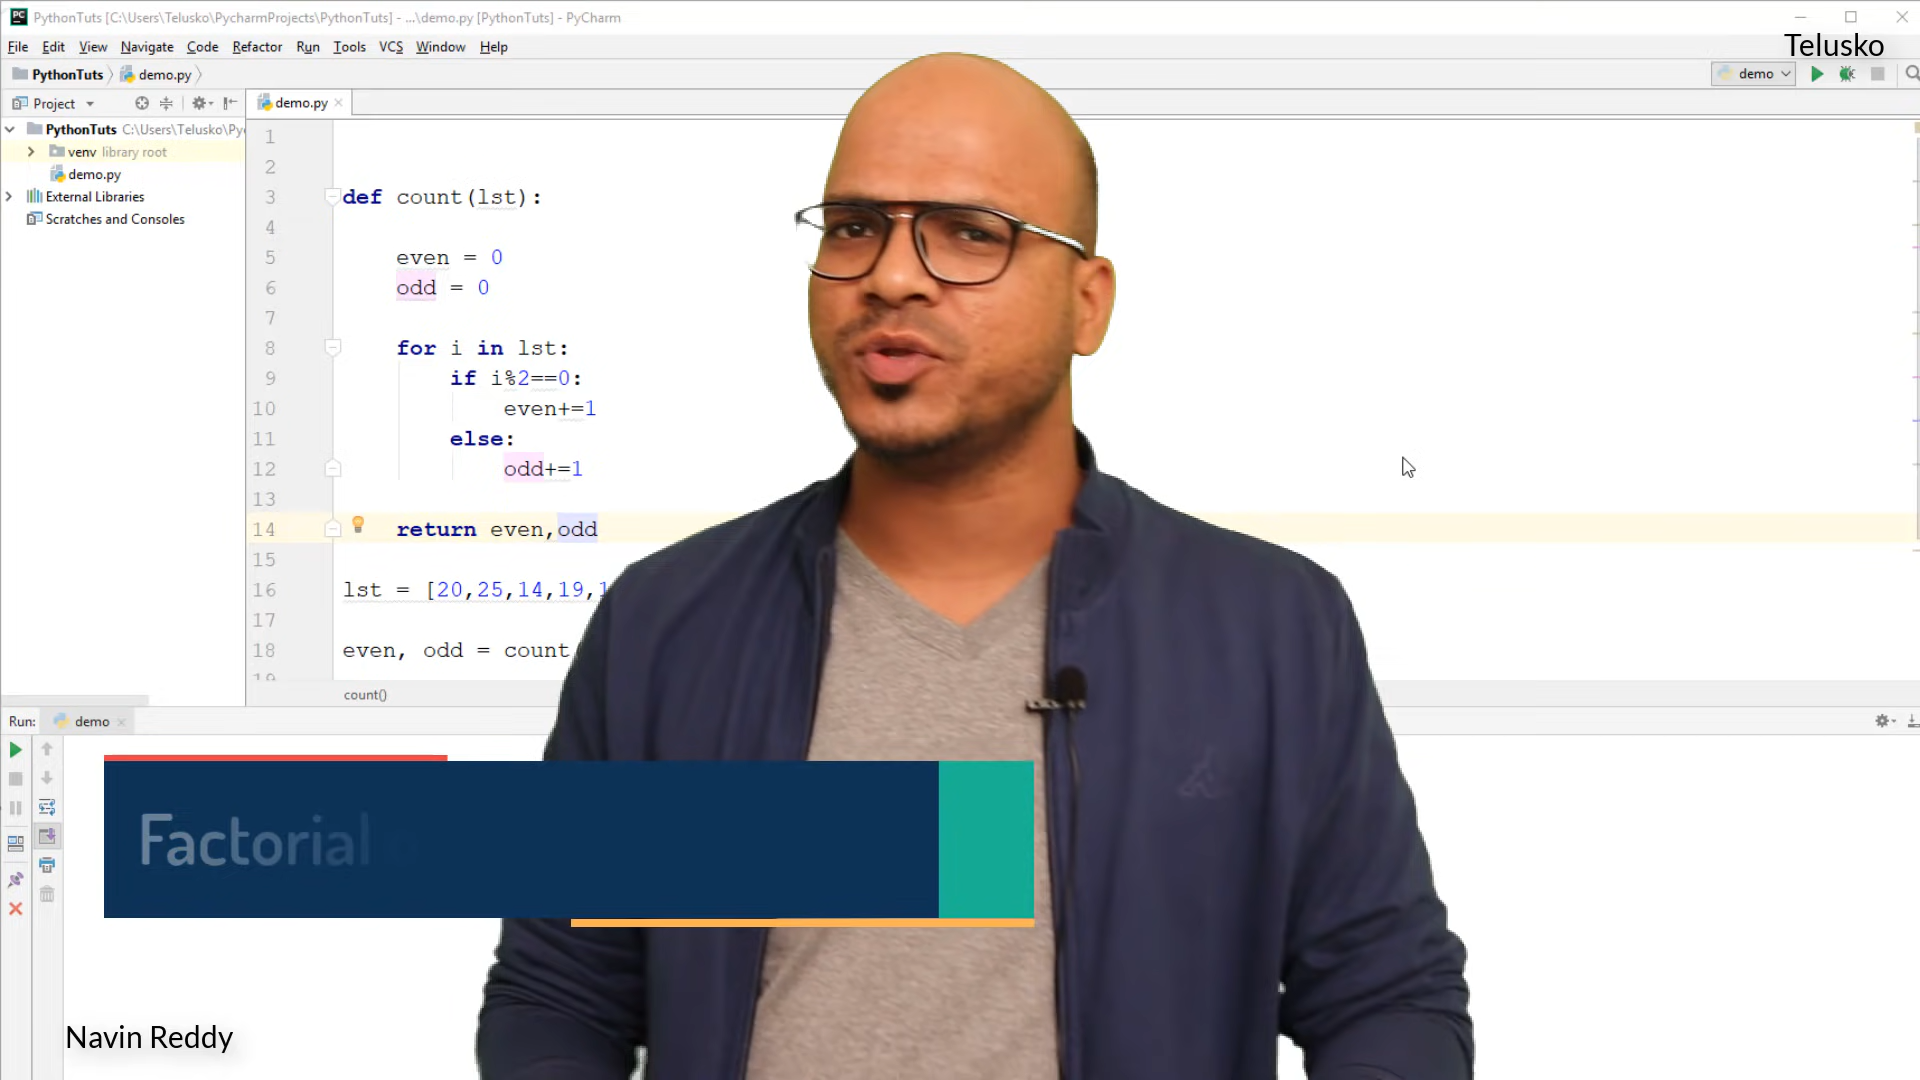 PythonTuts [C:\Users\Telusko\PycharmProjects\PythonTuts] - ...\demo.py [PythonTuts] - PyCharm
File Edit View Navigate Code Refactor Run Tools VCS Window Help
Telusko
PythonTuts demo.py
demo
Project
demo.py
PythonTuts C:\Users\Telusko\Py
venv library root
demo.py
External Libraries
Scratches and Consoles
1
2
3 def count(lst):
4
5 even = 0
6 odd = 0
7
8 for i in lst:
9 if i%2==0:
10 even+=1
11 else:
12 odd+=1
13
14 return even,odd
15
16 lst = [20,25,14,19,1
17
18 even, odd = count
19
count()
Run: demo
Factorial
Navin Reddy